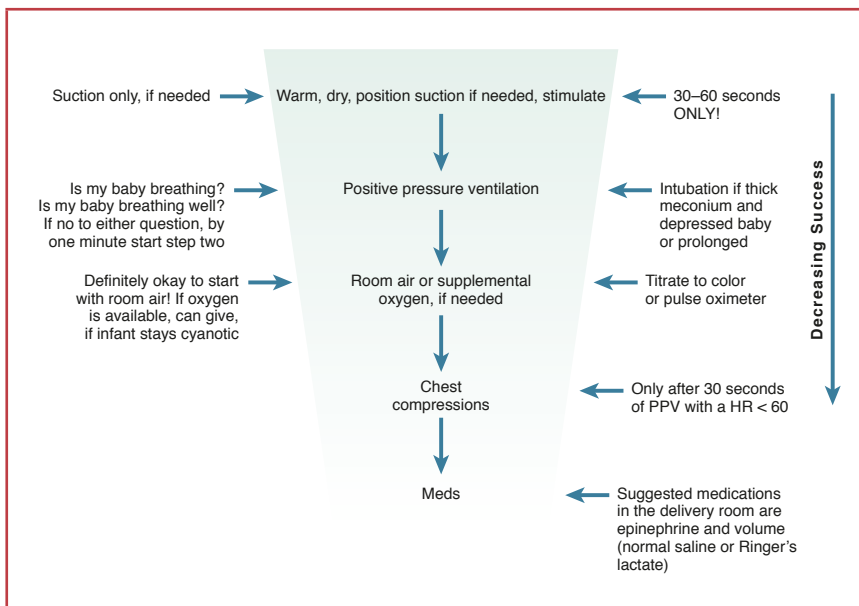 Suction only, if needed
Warm, dry, position suction if needed, stimulate
30–60 seconds
ONLY!
Is my baby breathing?
Is my baby breathing well?
If no to either question, by
one minute start step two
Positive pressure ventilation
Intubation if thick
meconium and
depressed baby
or prolonged
Definitely okay to start
with room air! If oxygen
is available, can give,
if infant stays cyanotic
Room air or supplemental
oxygen, if needed
Titrate to color
or pulse oximeter
Chest
compressions
Only after 30 seconds
of PPV with a HR < 60
Meds
Suggested medications
in the delivery room are
epinephrine and volume
(normal saline or Ringer's
lactate)
Decreasing Success